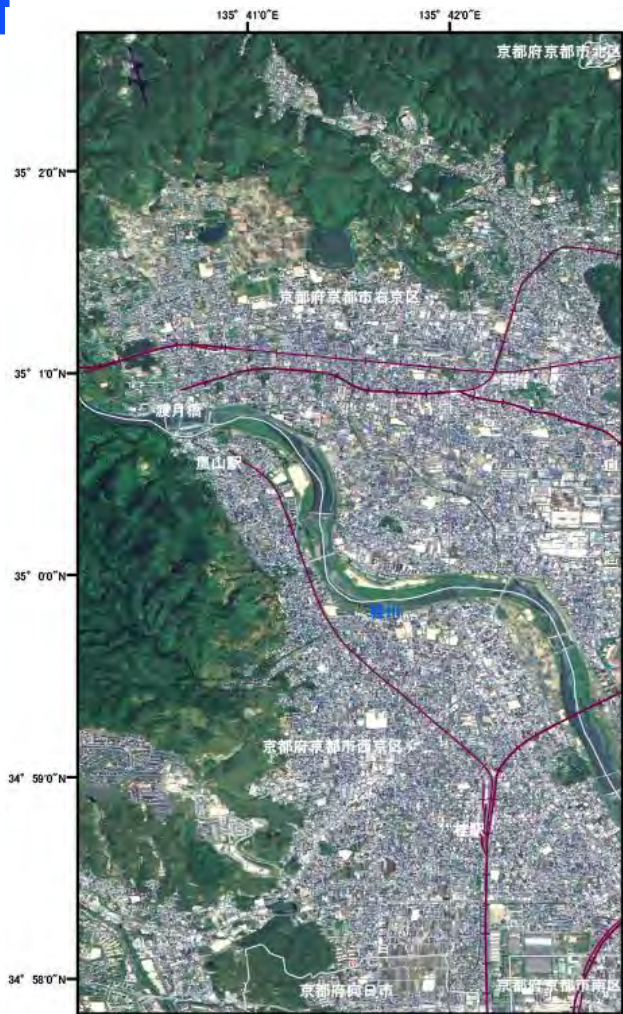 135° 41'0"E
135° 42'0"E
京都府京都市北区
35° 2'0"N
京都府京都市右京区
35° 1'0"N
渡月橋
嵐山駅
35° 0'0"N
桂川
京都府京都市西京区
34° 59'0"N
桂駅
34° 58'0"N
京都府向日市
京都府京都市南区